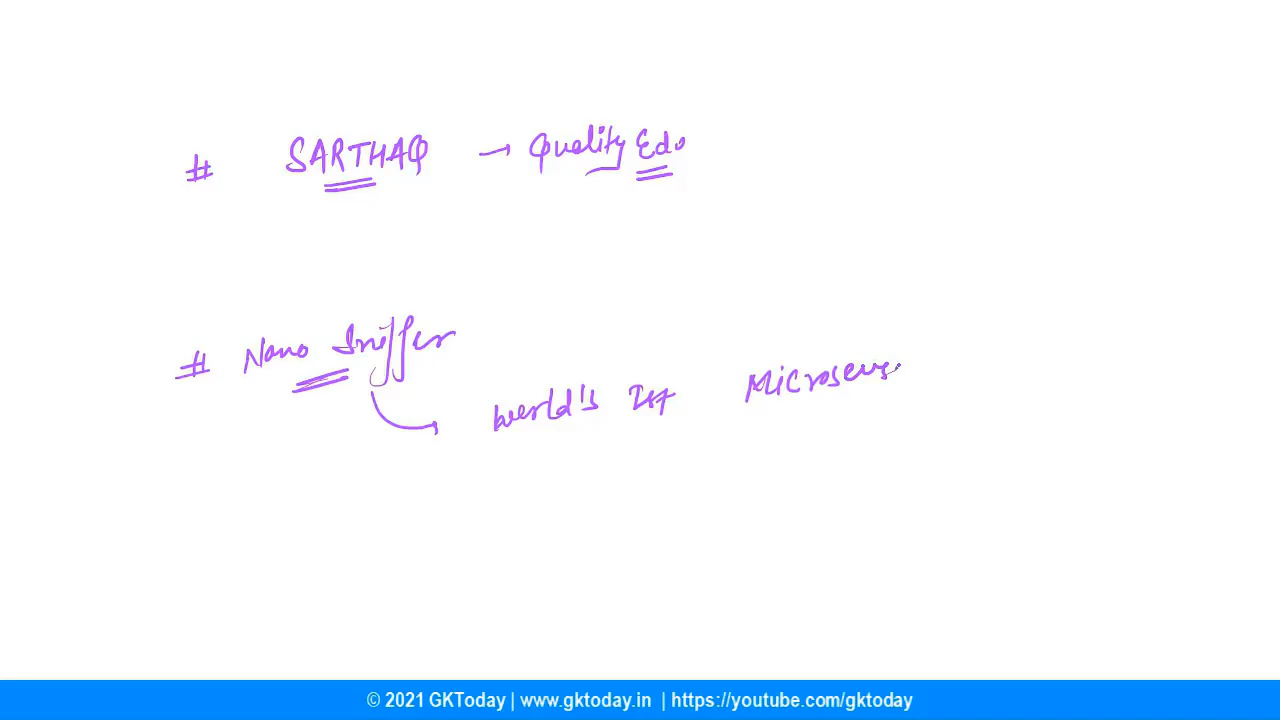 # SARTHAQ → Quality Edu
# Nano Sniffer
World's 1st Microsens
© 2021 GKToday | www.gktoday.in | https://youtube.com/gktoday